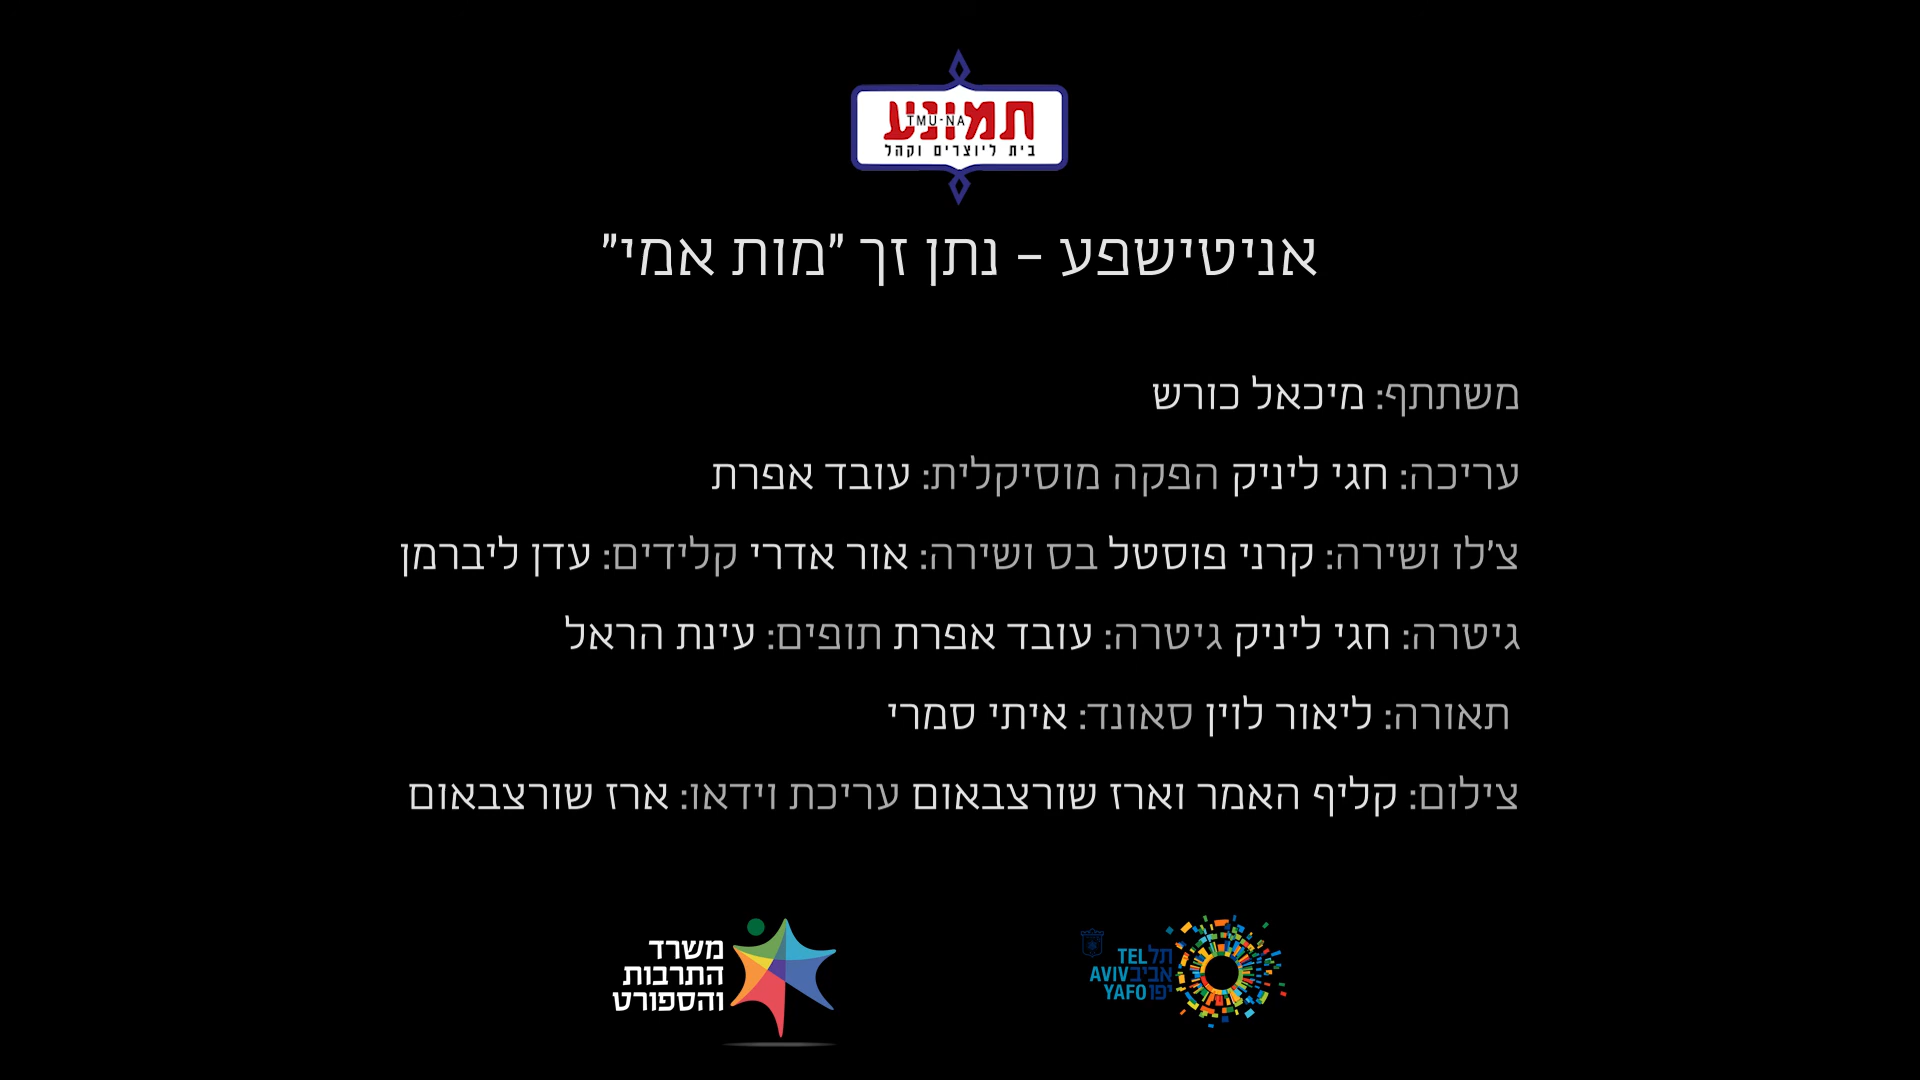 תמונע
TMU-NA
בית ליוצרים וקהל
אניטישפע – נתן זך "מות אמי"
משתתף: מיכאל כורש
עריכה: חגי ליניק הפקה מוסיקלית: עובד אפרת
צ'לו ושירה: קרני פוסטל בס ושירה: אור אדרי קלידים: עדן ליברמן
גיטרה: חגי ליניק גיטרה: עובד אפרת תופים: עינת הראל
תאורה: ליאור לוין סאונד: איתי סמרי
צילום: קליף האמר וארז שורצבאום עריכת וידאו: ארז שורצבאום
תל TEL
אביב AVIV
יפו YAFO
משרד
התרבות
והספורט